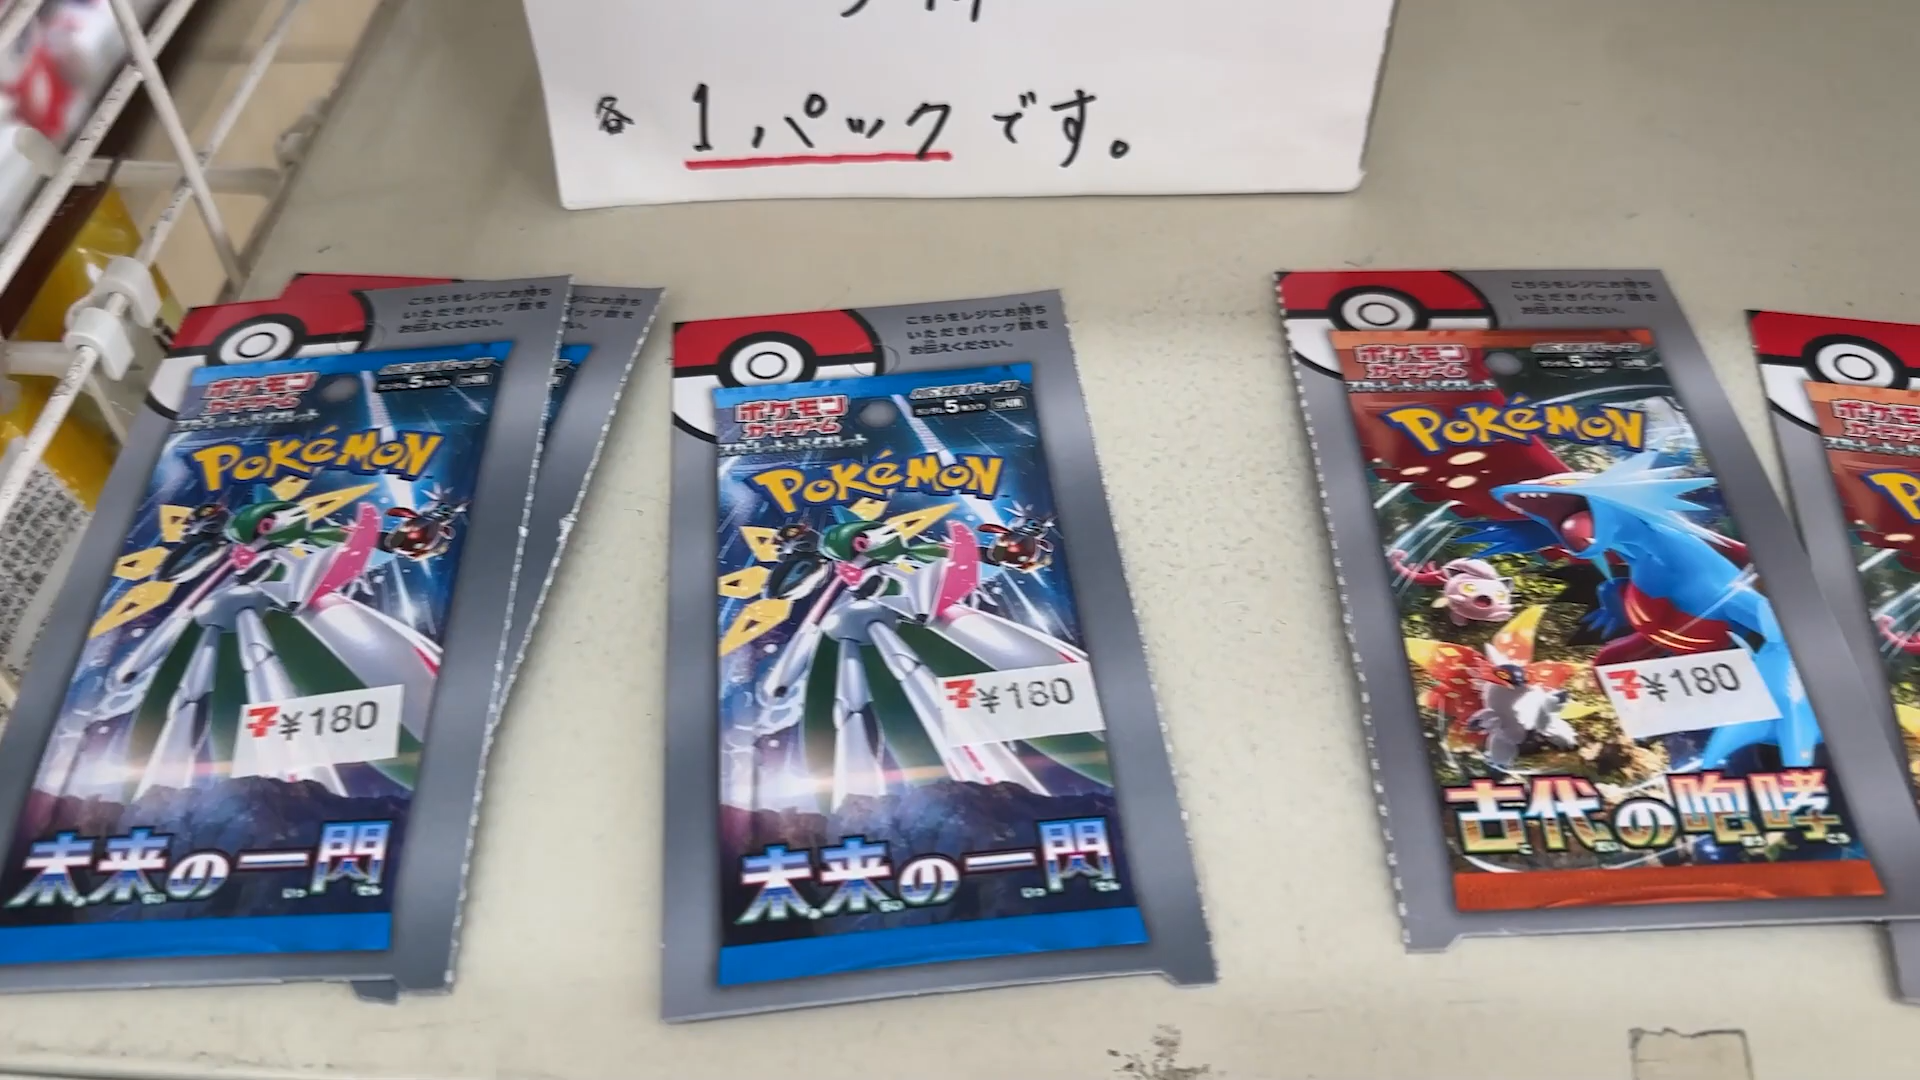 各 1パックです。
こちらをレジにお持ち
いただきパック数を
お伝えください。
ポケモン
カードゲーム
Pokémon
¥180
未来の一閃
こちらをレジにお持ち
いただきパック数を
お伝えください。
ポケモン
カードゲーム
Pokémon
¥180
未来の一閃
こちらをレジにお持ち
いただきパック数を
お伝えください。
ポケモン
カードゲーム
Pokémon
¥180
古代の咆哮